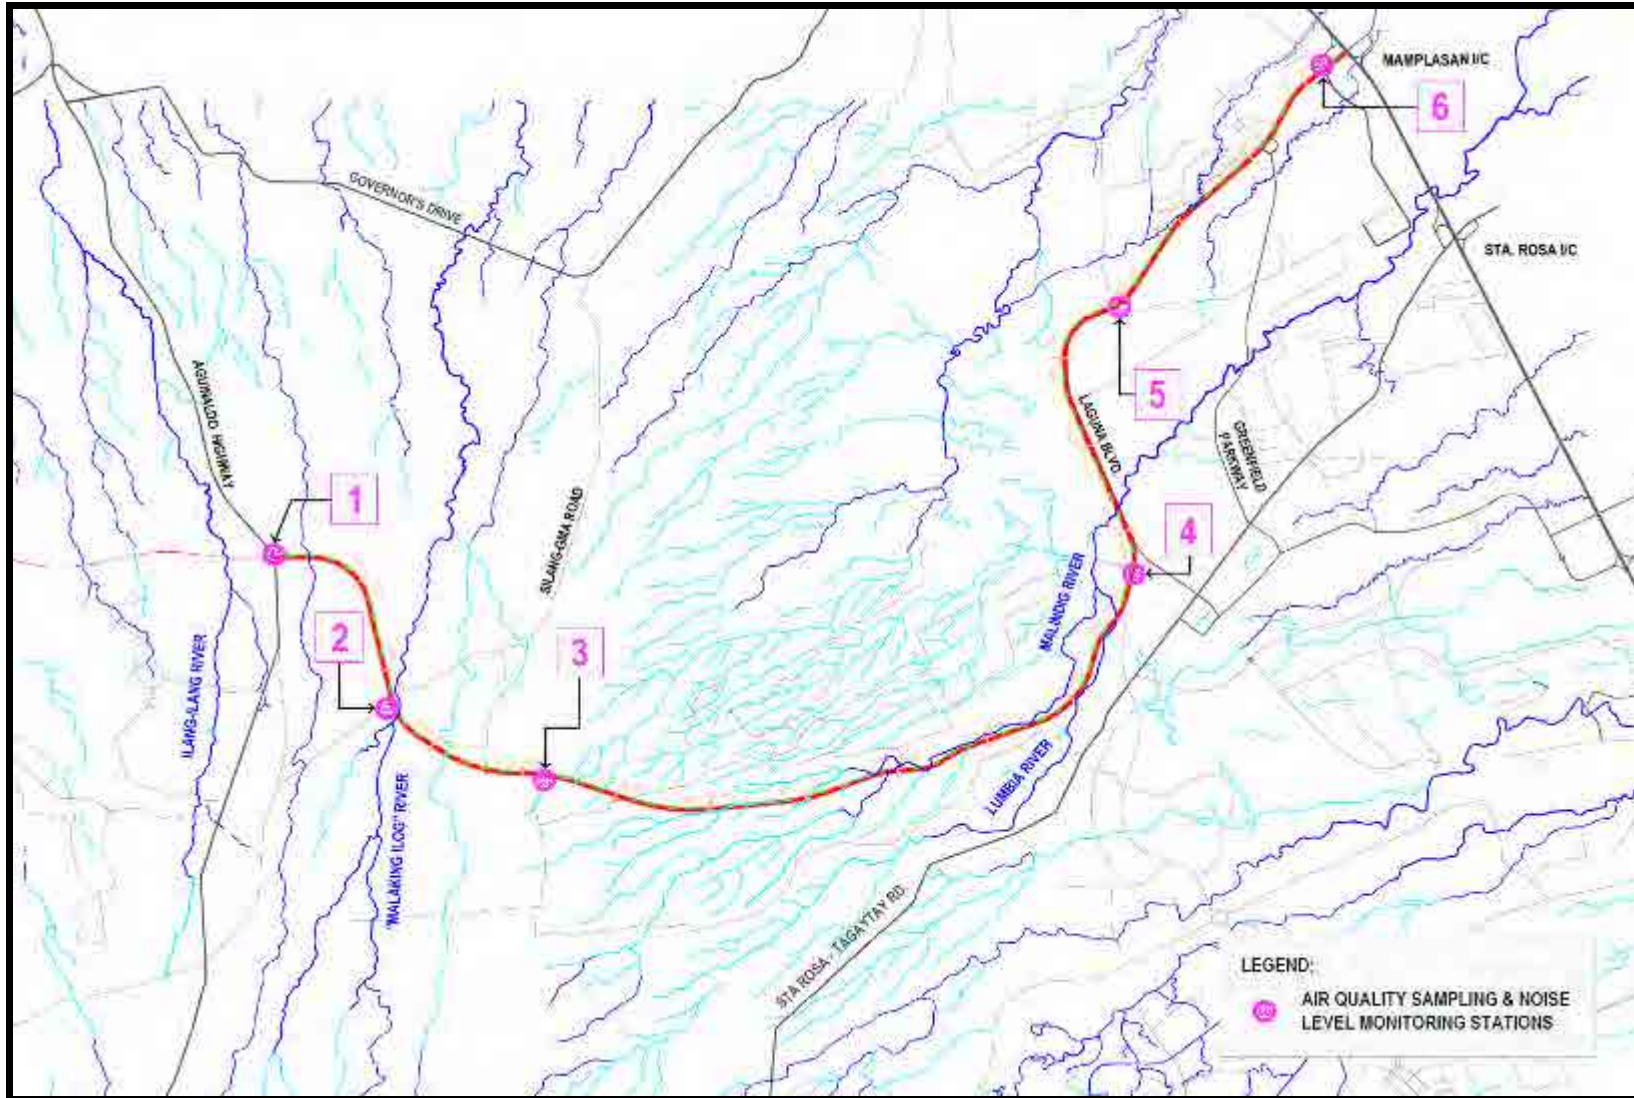 MAMPLASAN I/C
6
GOVERNOR'S DRIVE
STA. ROSA I/C
AGUINALDO HIGHWAY
5
LAGUNA BLVD
GREENFIELD
PARKWAY
1
SILANG-GMA ROAD
4
MALINDIG RIVER
2
3
ILANG-ILANG RIVER
LUMBIA RIVER
"MALAKING ILOG" RIVER
STA ROSA - TAGAYTAY RD.
LEGEND:
AIR QUALITY SAMPLING & NOISE
LEVEL MONITORING STATIONS